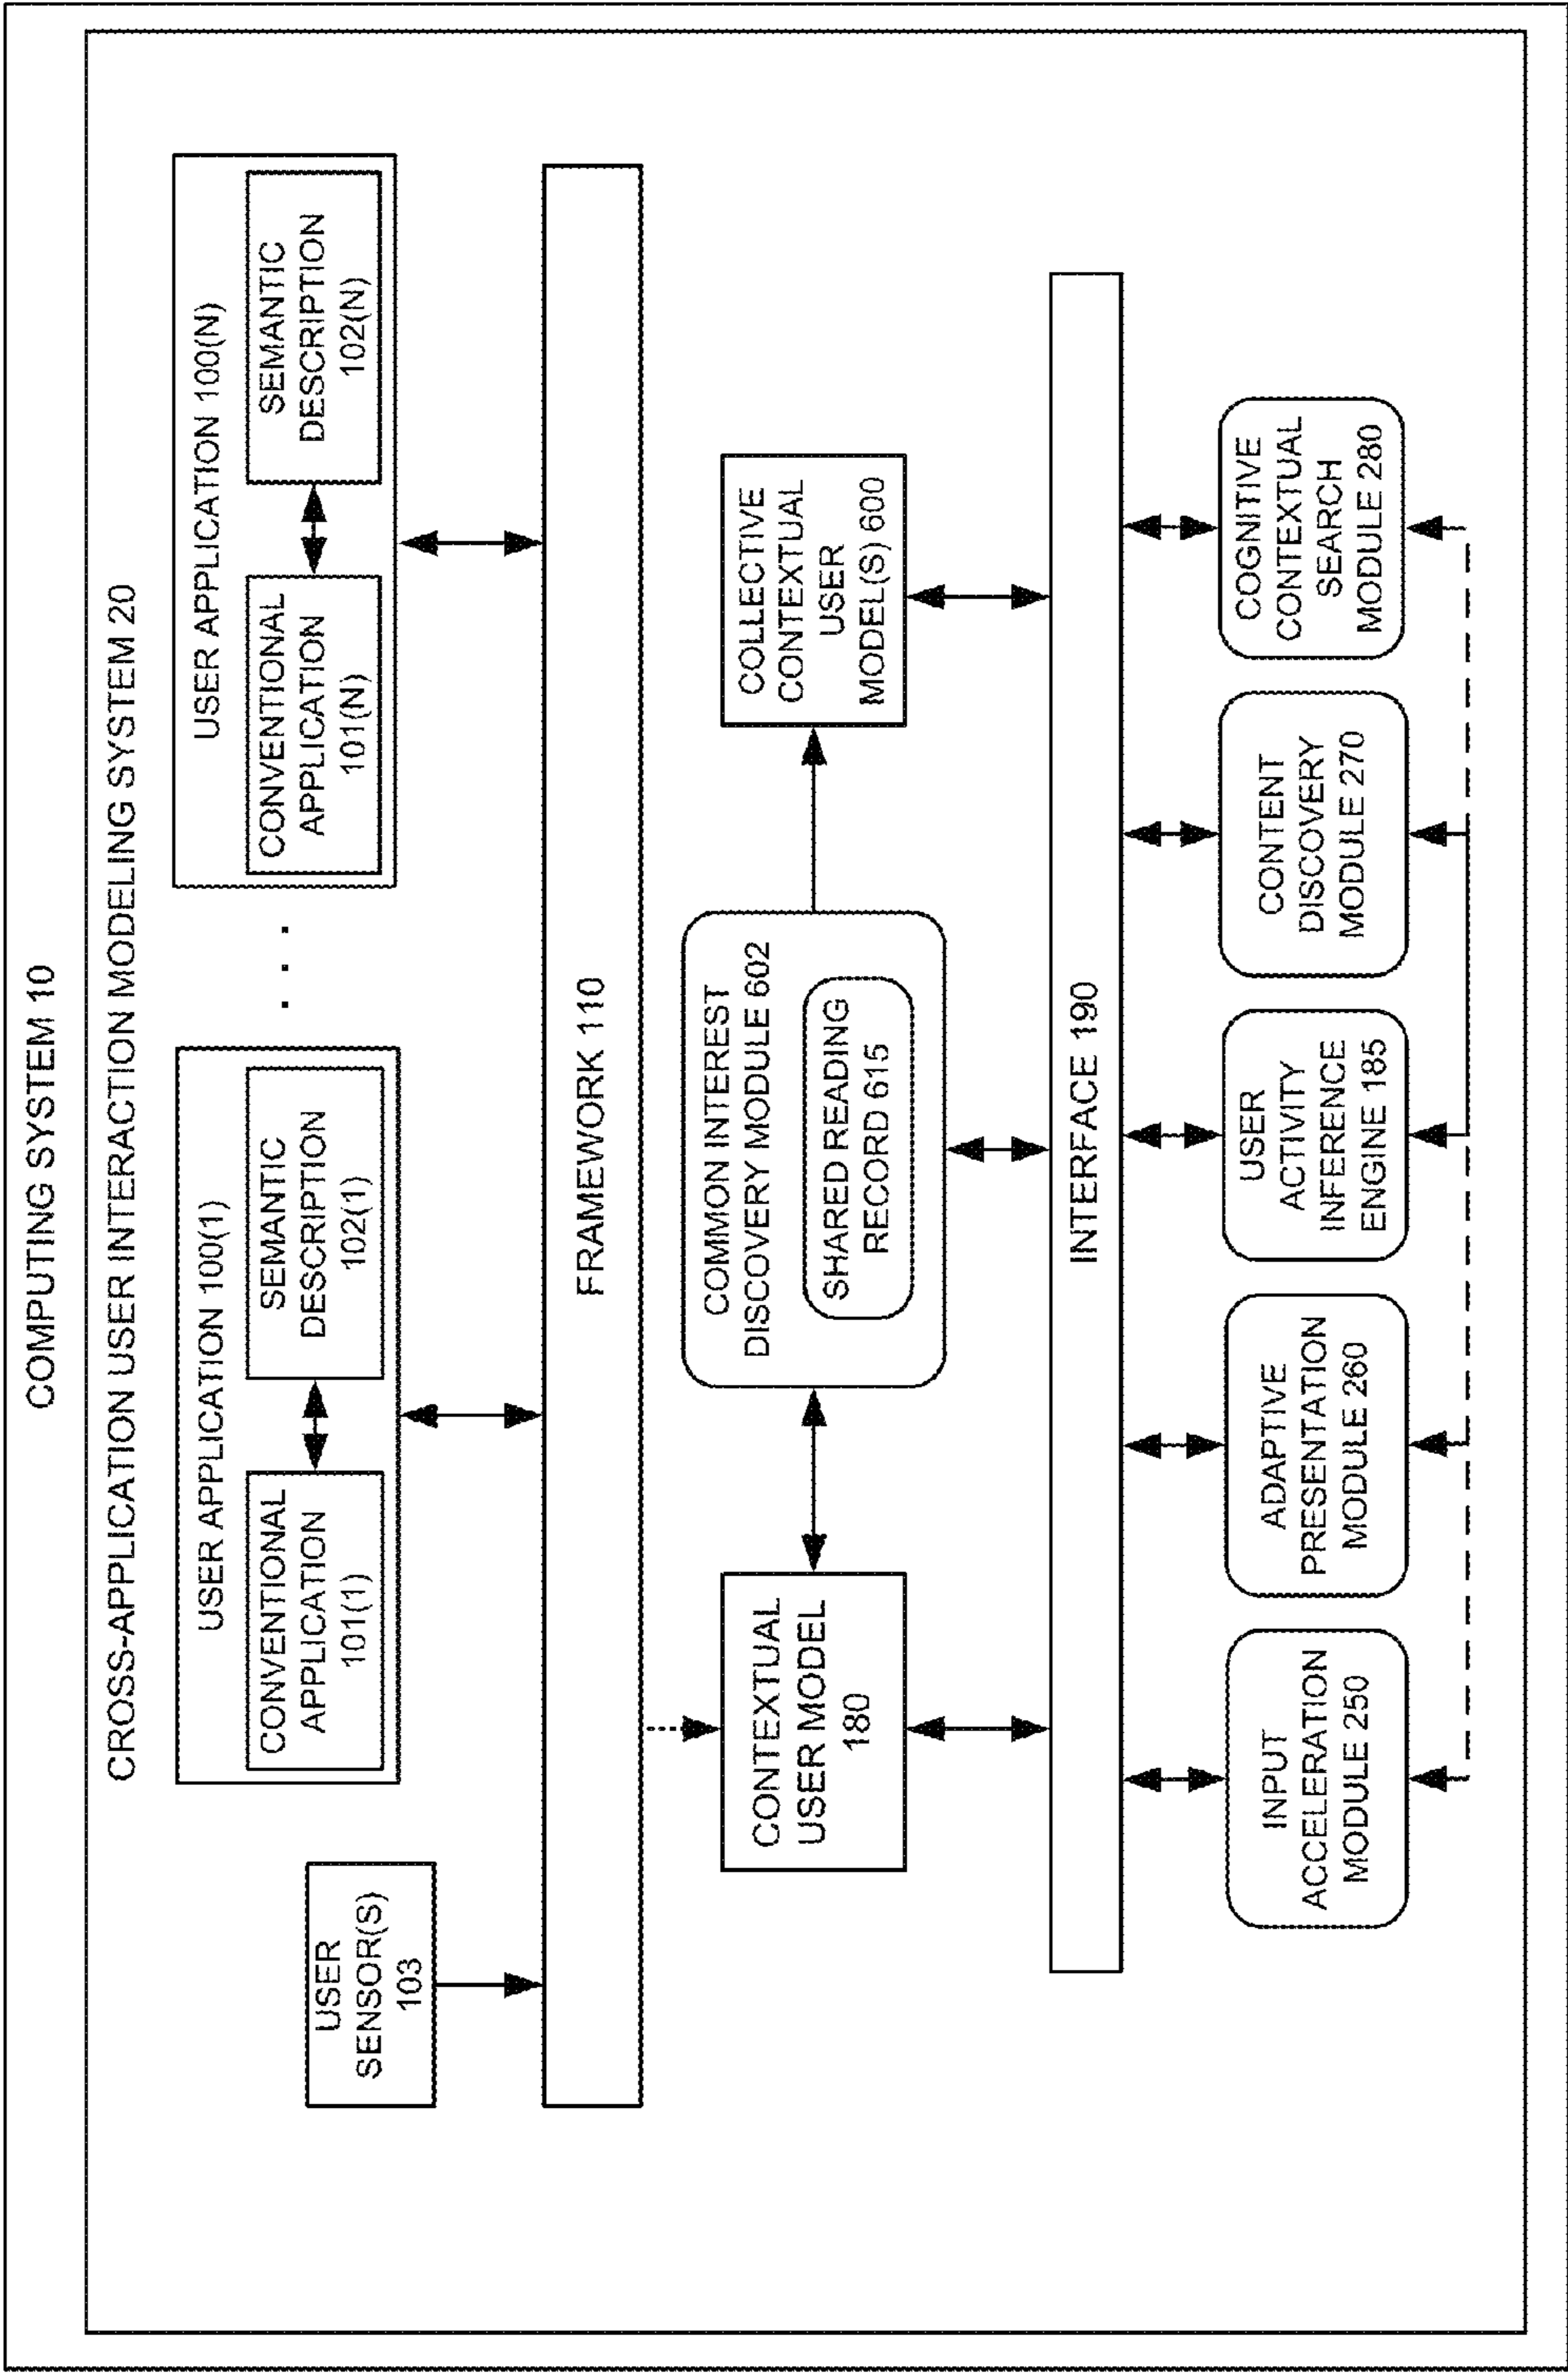 COMPUTING SYSTEM 10
CROSS-APPLICATION USER INTERACTION MODELING SYSTEM 20
USER
SENSOR(S)
103
USER APPLICATION 100(1)
CONVENTIONAL
APPLICATION
101(1)
SEMANTIC
DESCRIPTION
102(1)
. . .
USER APPLICATION 100(N)
CONVENTIONAL
APPLICATION
101(N)
SEMANTIC
DESCRIPTION
102(N)
FRAMEWORK 110
CONTEXTUAL
USER MODEL
180
COMMON INTEREST
DISCOVERY MODULE 602
SHARED READING
RECORD 615
COLLECTIVE
CONTEXTUAL
USER
MODEL(S) 600
INTERFACE 190
INPUT
ACCELERATION
MODULE 250
ADAPTIVE
PRESENTATION
MODULE 260
USER
ACTIVITY
INFERENCE
ENGINE 185
CONTENT
DISCOVERY
MODULE 270
COGNITIVE
CONTEXTUAL
SEARCH
MODULE 280